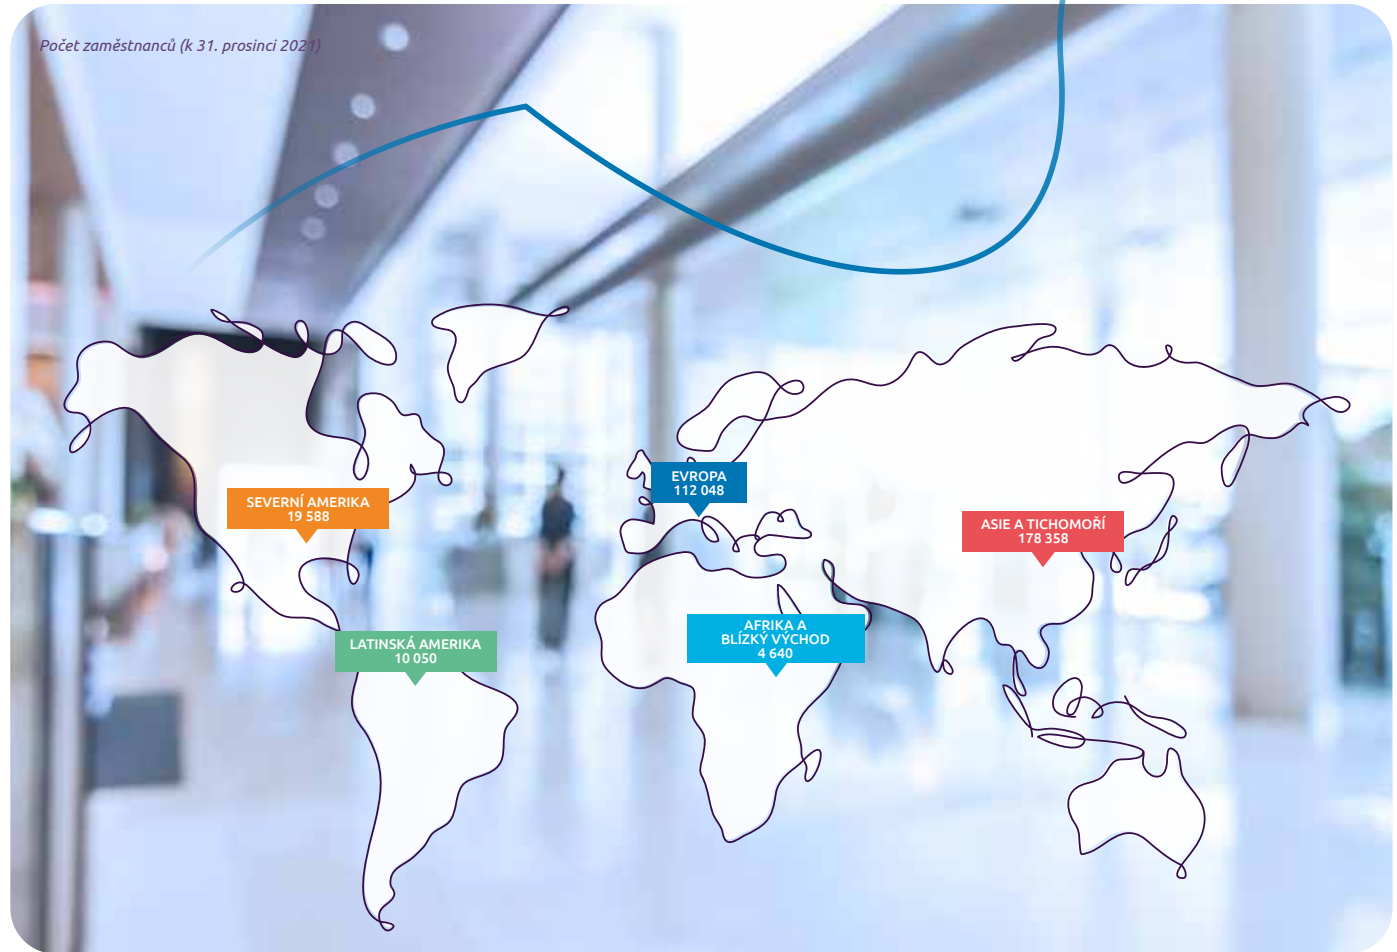 Počet zaměstnanců (k 31. prosinci 2021)
EVROPA
112 048
SEVERNÍ AMERIKA
19 588
ASIE A TICHOMOŘÍ
178 358
AFRIKA A
BLÍZKÝ VÝCHOD
4 640
LATINSKÁ AMERIKA
10 050